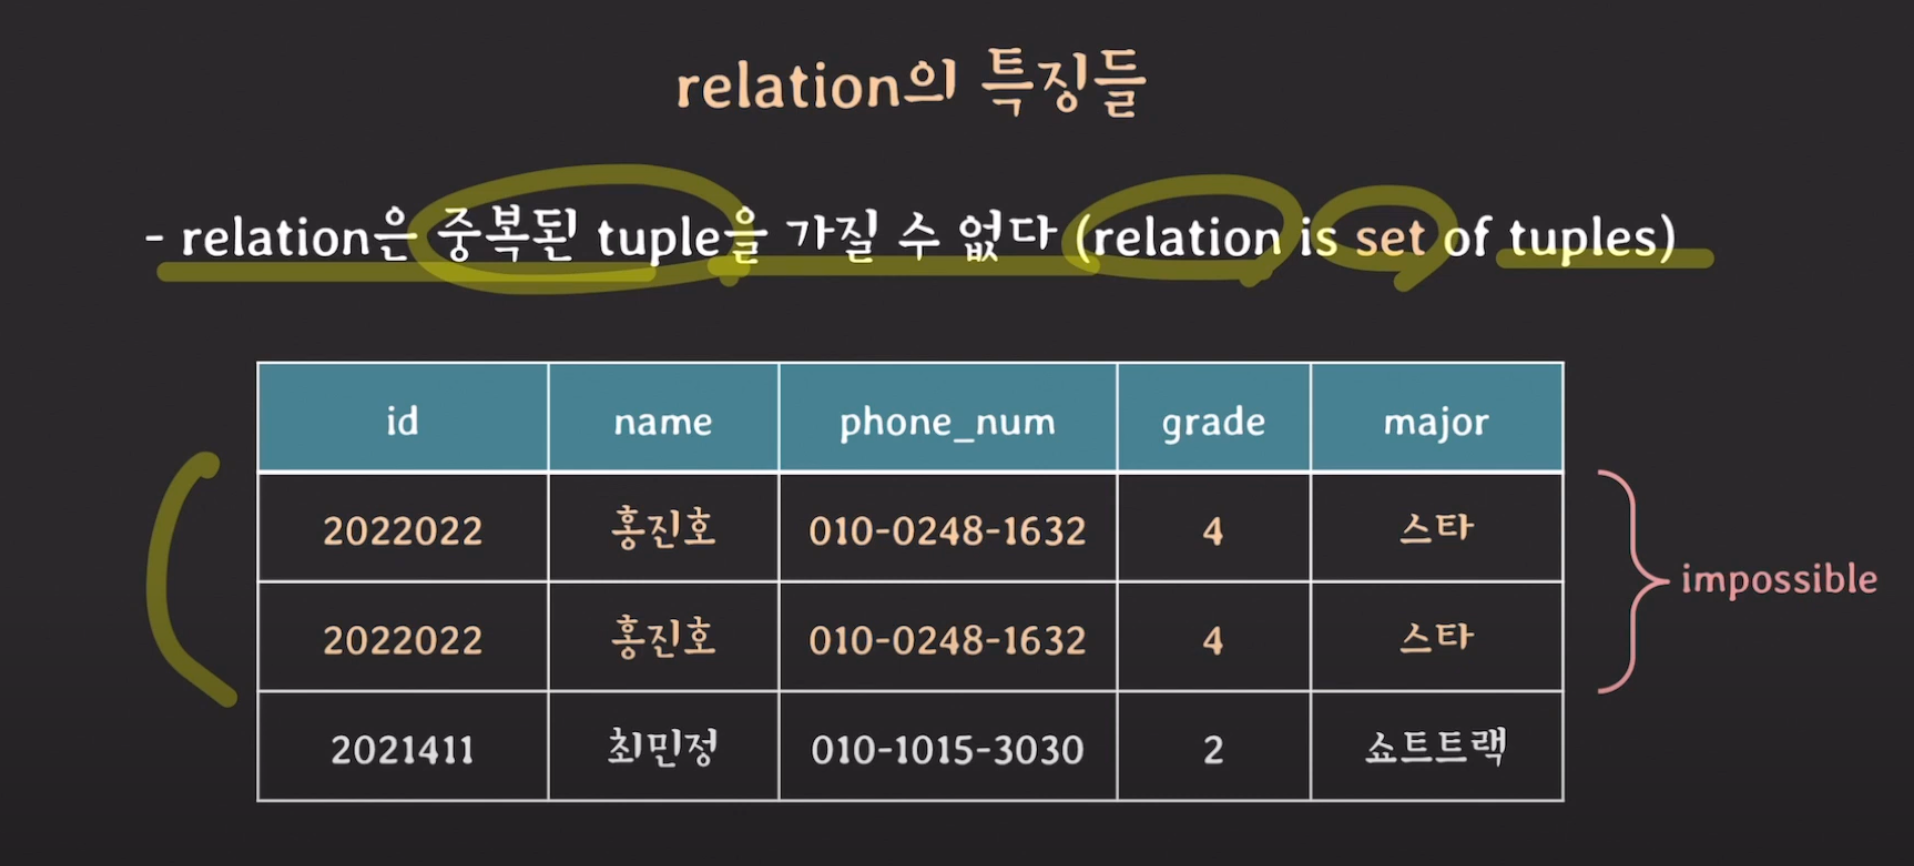 relation의 특징들
- relation은 중복된 tuple을 가질 수 없다 (relation is set of tuples)
id name phone_num grade major
2022022 홍진호 010-0248-1632 4 스타
2022022 홍진호 010-0248-1632 4 스타
impossible
2021411 최민정 010-1015-3030 2 쇼트트랙